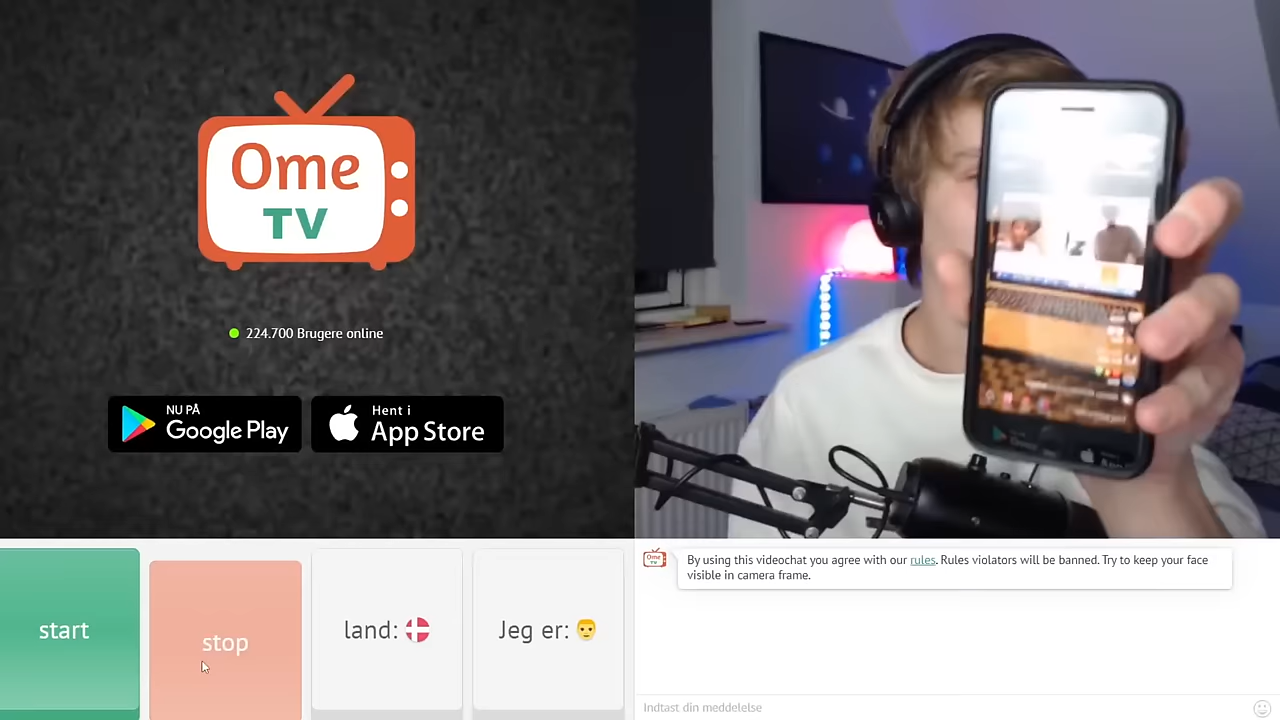 Ome
TV
224.700 Brugere online
NU PÅ
Google Play
Hent i
App Store
start
stop
land:
Jeg er:
By using this videochat you agree with our rules. Rules violators will be banned. Try to keep your face
visible in camera frame.
Indtast din meddelelse